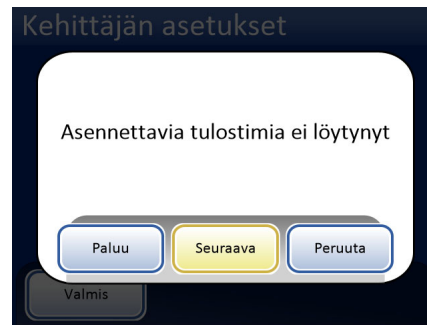 Kehittäjän asetukset
Asennettavia tulostimia ei löytynyt
Paluu
Seuraava
Peruuta
Valmis